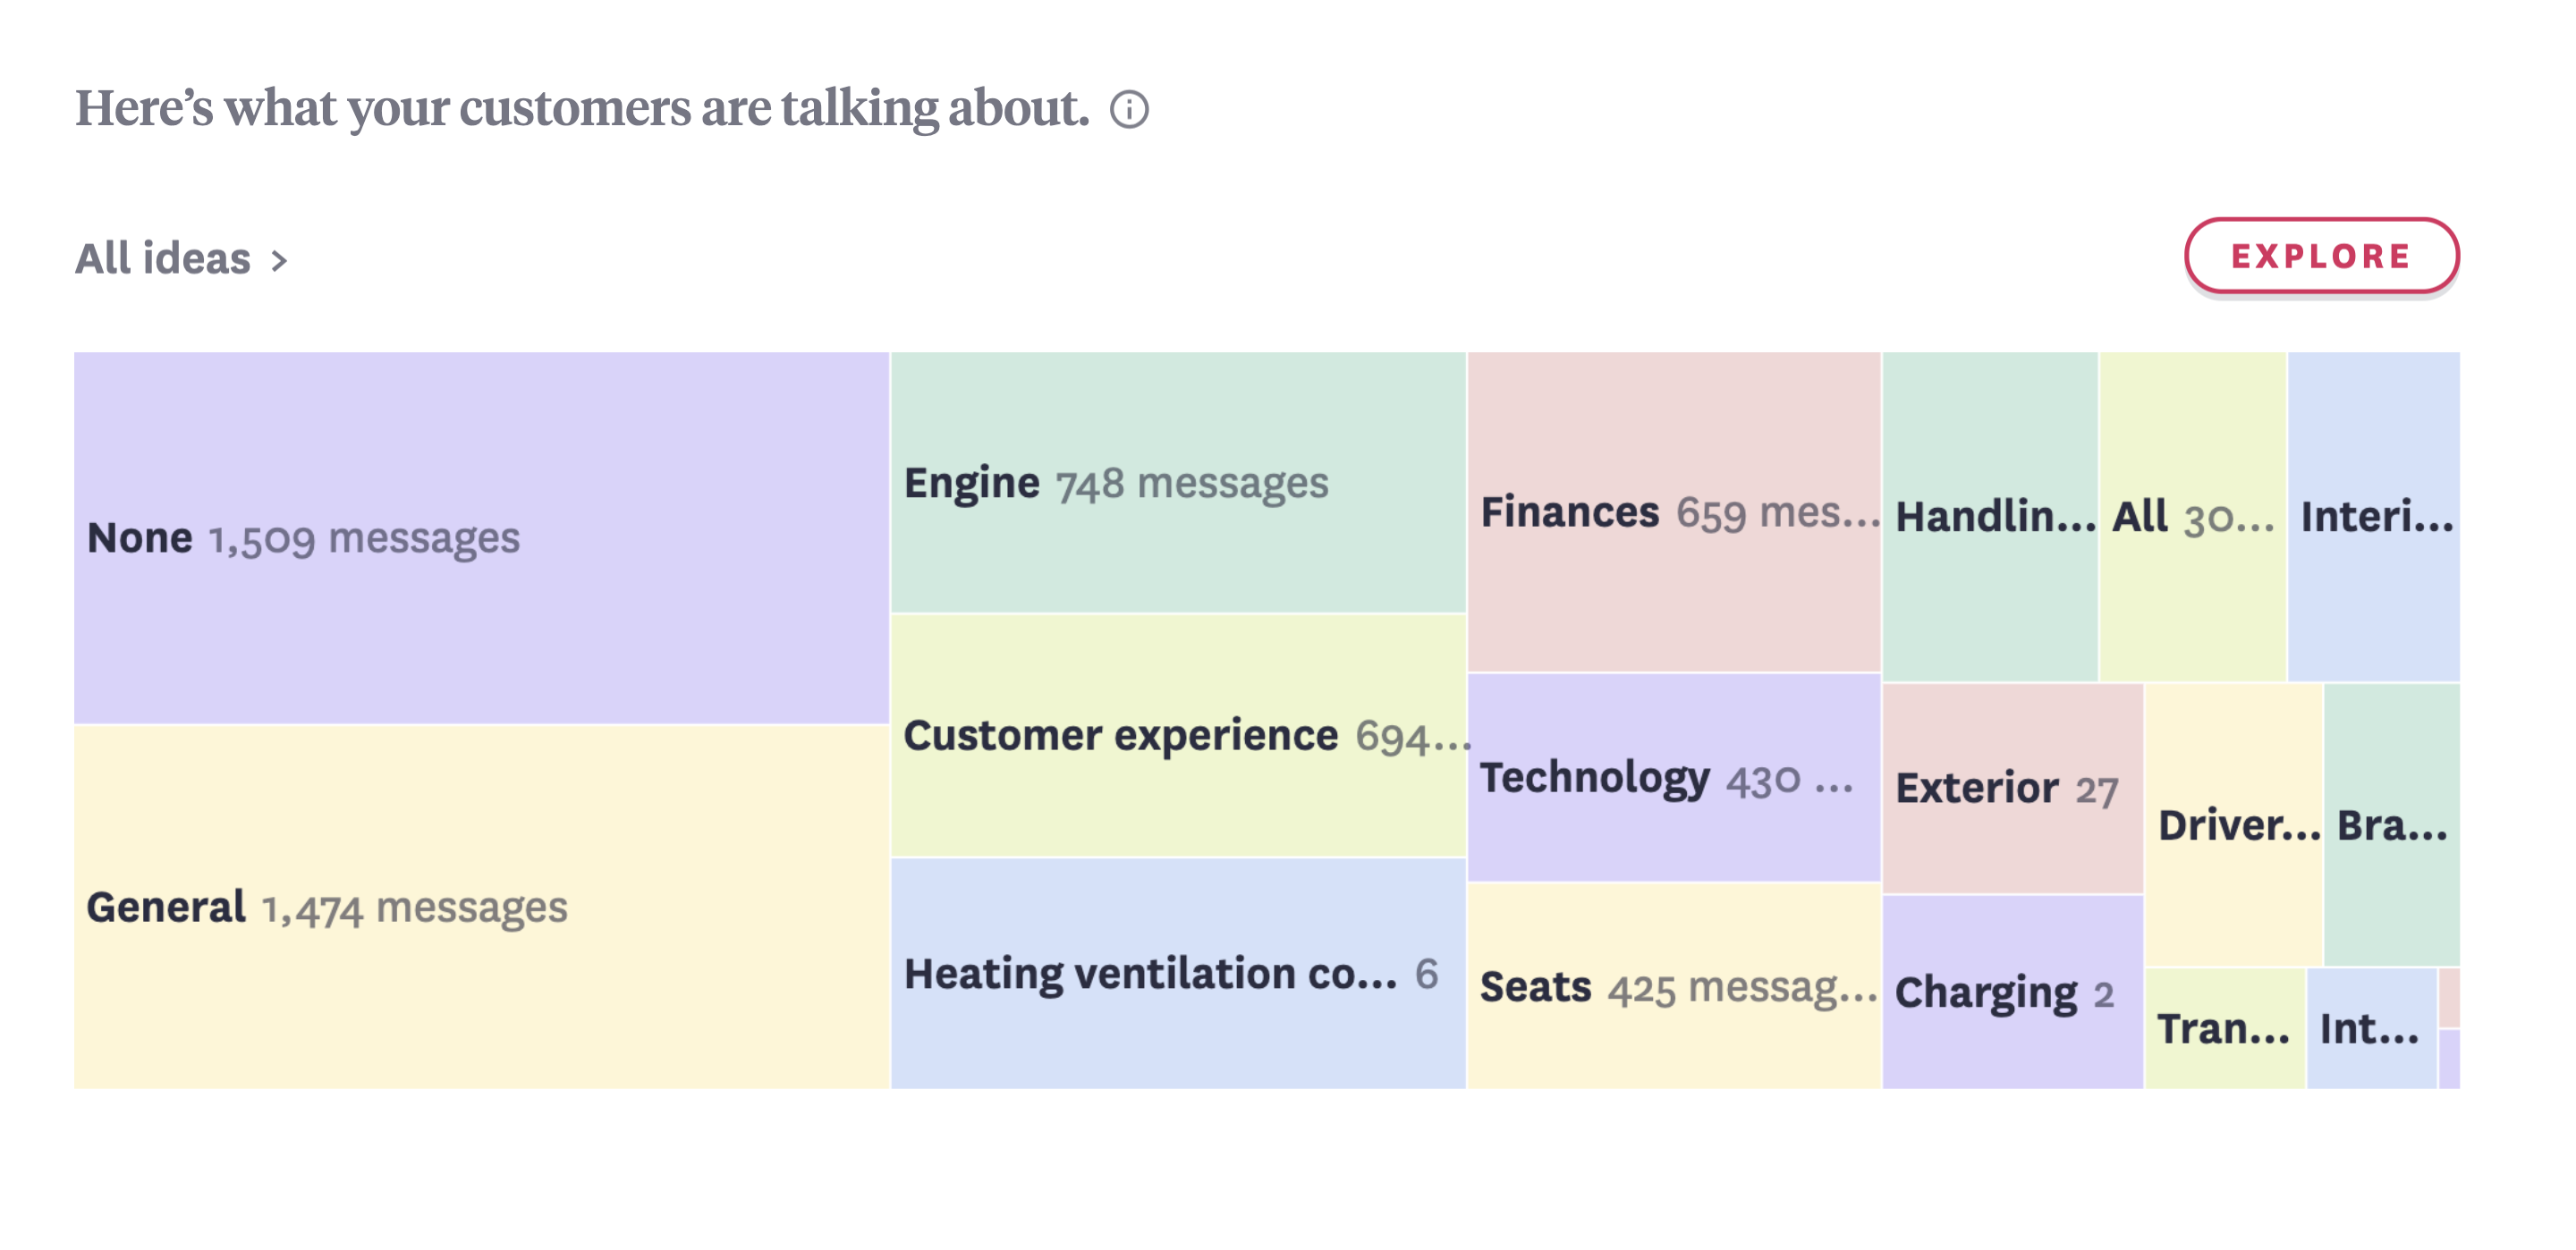 Here’s what your customers are talking about.
All ideas >
EXPLORE
None 1,509 messages
General 1,474 messages
Engine 748 messages
Customer experience 694...
Heating ventilation co... 6
Finances 659 mes...
Technology 430 ...
Seats 425 messag...
Handlin...
All 30...
Interi...
Exterior 27
Charging 2
Driver...
Bra...
Tran...
Int...